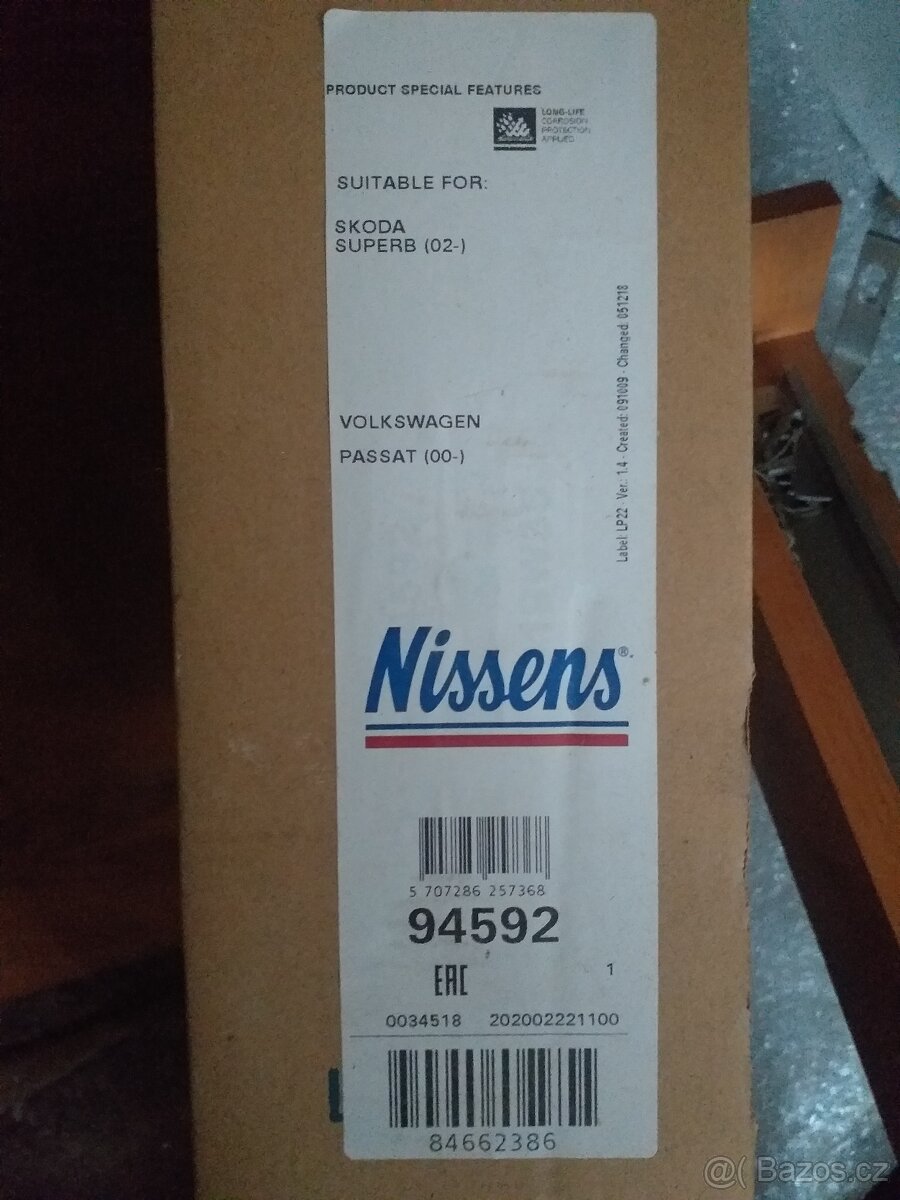 PRODUCT SPECIAL FEATURES
LONG-LIFE
CORROSION
PROTECTION
APPLIED
SUITABLE FOR:
SKODA
SUPERB (02-)
VOLKSWAGEN
PASSAT (00-)
Label: LP22 - Ver.: 1.4 - Created: 091009 - Changed: 051218
Nissens®
5 707286 257368
94592
EAC
1
0034518 202002221100
84662386
@( Bazos.cz